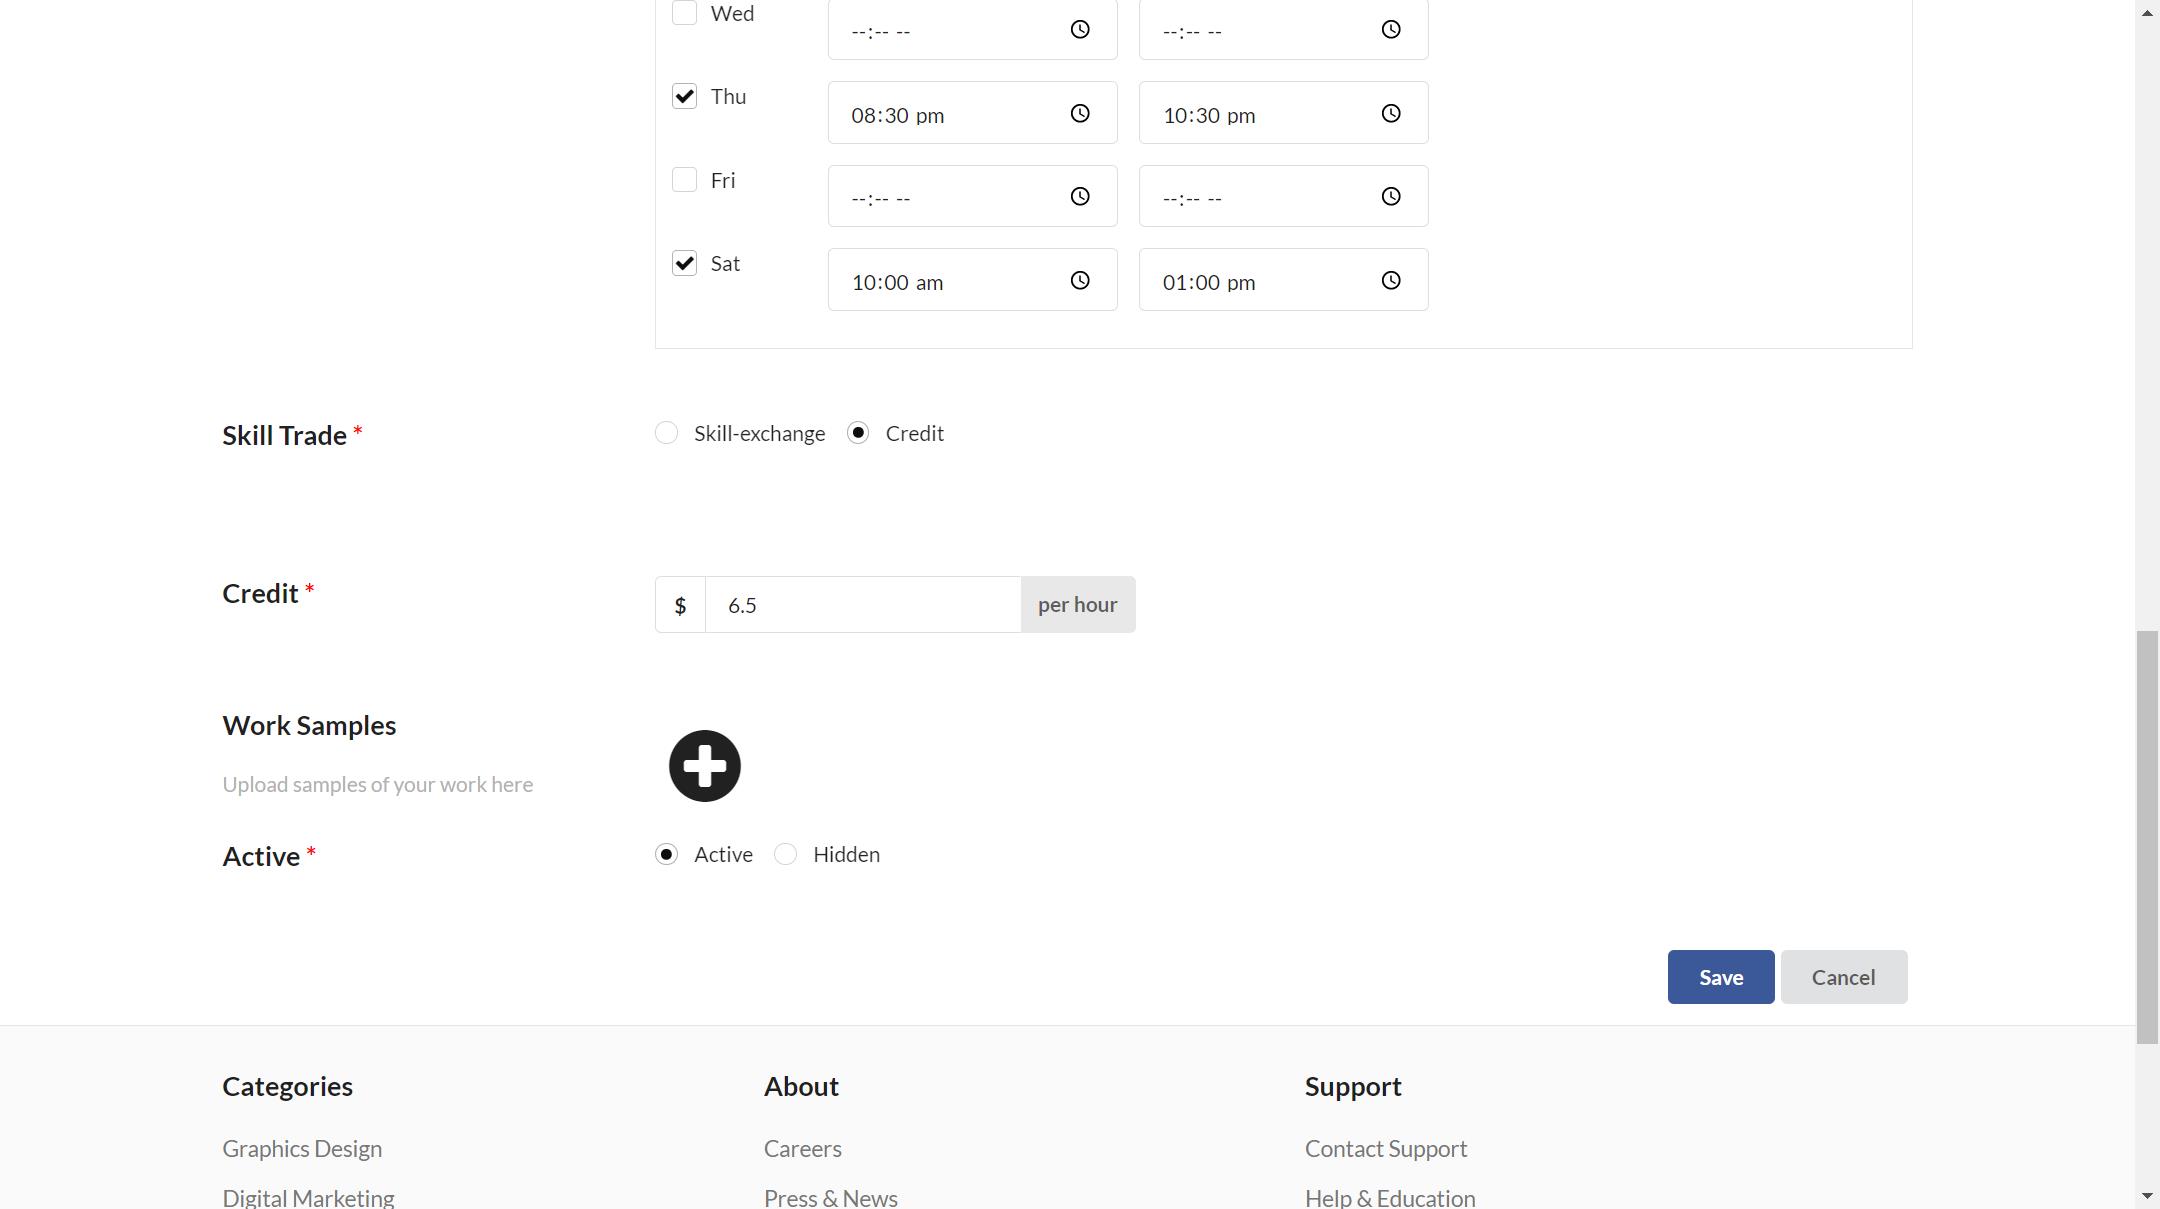 Wed --:-- -- --:-- --
Thu 08:30 pm 10:30 pm
Fri --:-- -- --:-- --
Sat 10:00 am 01:00 pm
Skill Trade * Skill-exchange Credit
Credit * $ 6.5 per hour
Work Samples
Upload samples of your work here
Active * Active Hidden
Save Cancel
Categories About Support
Graphics Design Careers Contact Support
Digital Marketing Press & News Help & Education